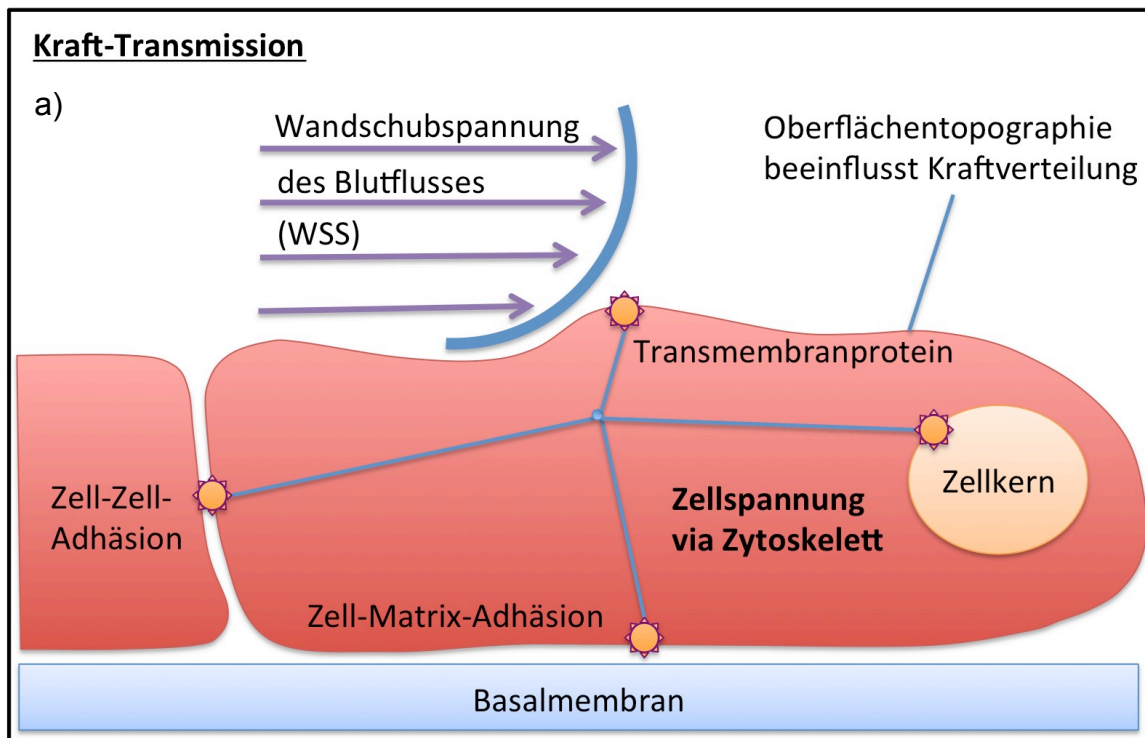 Kraft-Transmission
a)
Wandschubspannung
des Blutflusses
(WSS)
Oberflächentopographie
beeinflusst Kraftverteilung
Transmembranprotein
Zell-Zell-
Adhäsion
Zellkern
Zellspannung
via Zytoskelett
Zell-Matrix-Adhäsion
Basalmembran